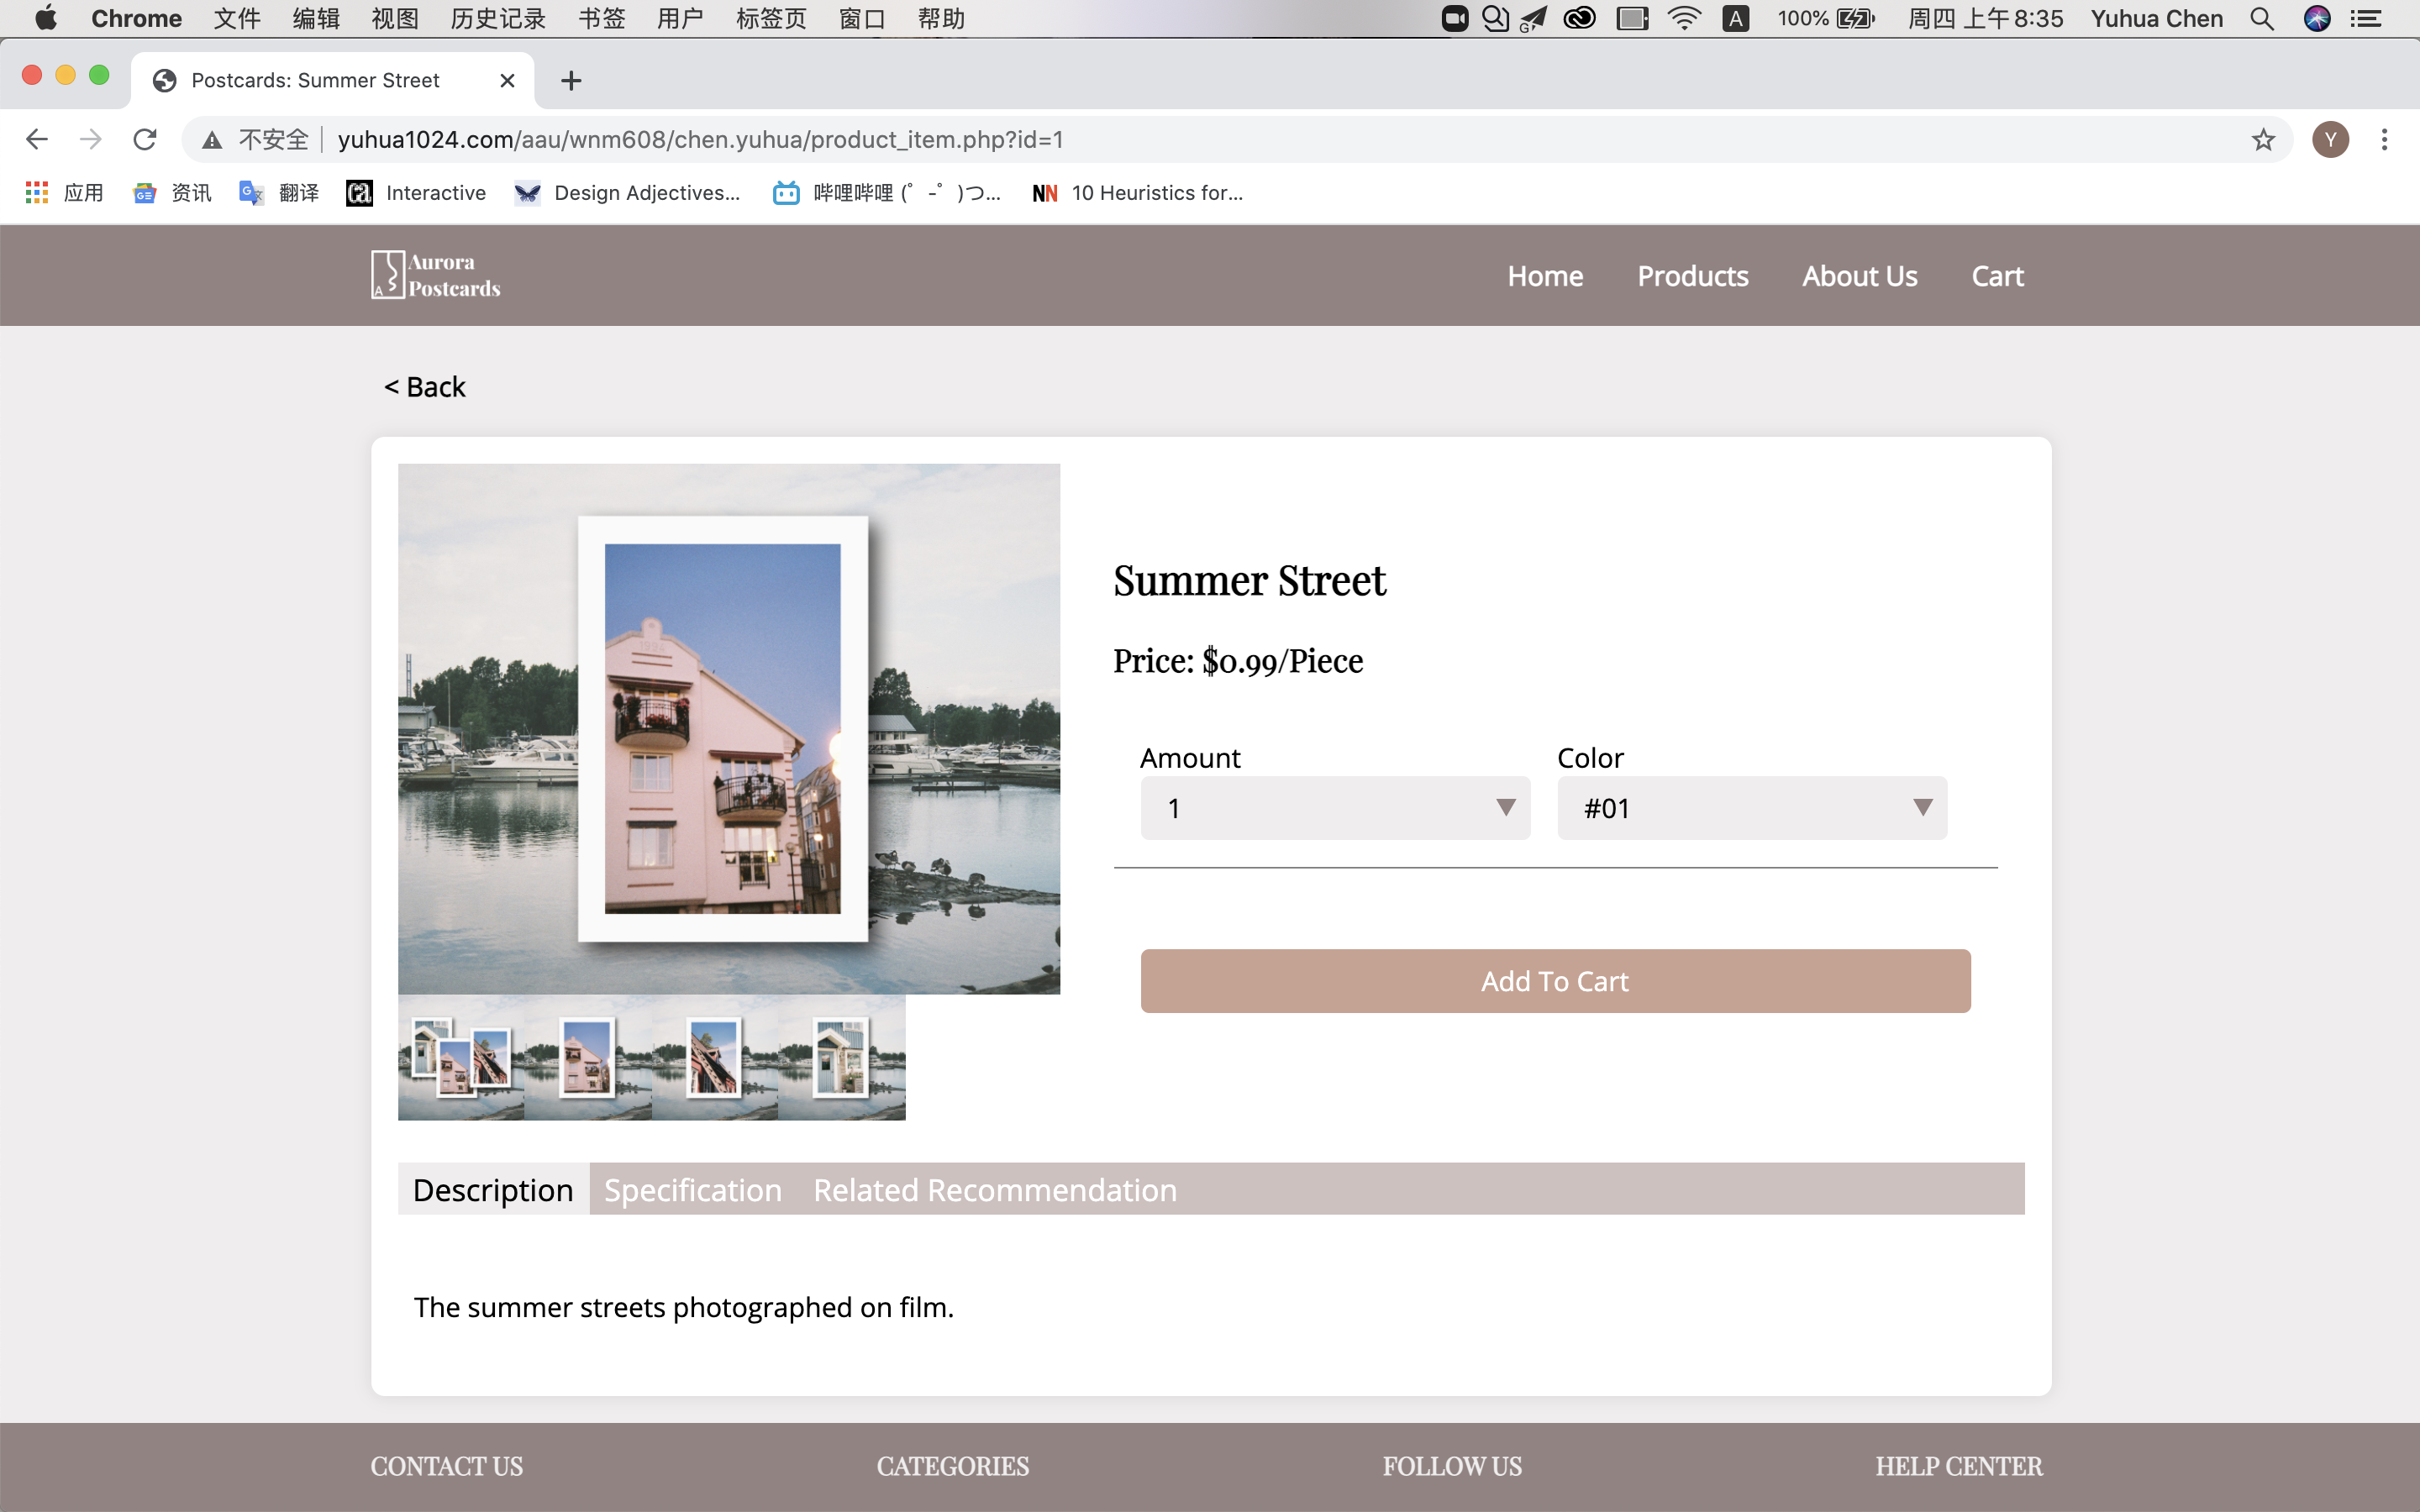 Chrome 文件 编辑 视图 历史记录 书签 用户 标签页 窗口 帮助 A 100% 周四 上午8:35 Yuhua Chen
Postcards: Summer Street
不安全 yuhua1024.com/aau/wnm608/chen.yuhua/product_item.php?id=1 Y
应用 资讯 翻译 Interactive Design Adjectives... 哔哩哔哩 (゜-゜)つ... NN 10 Heuristics for...
Aurora
Postcards
Home Products About Us Cart
< Back
Summer Street
Price: $0.99/Piece
Amount Color
1 #01
Add To Cart
Description Specification Related Recommendation
The summer streets photographed on film.
CONTACT US CATEGORIES FOLLOW US HELP CENTER